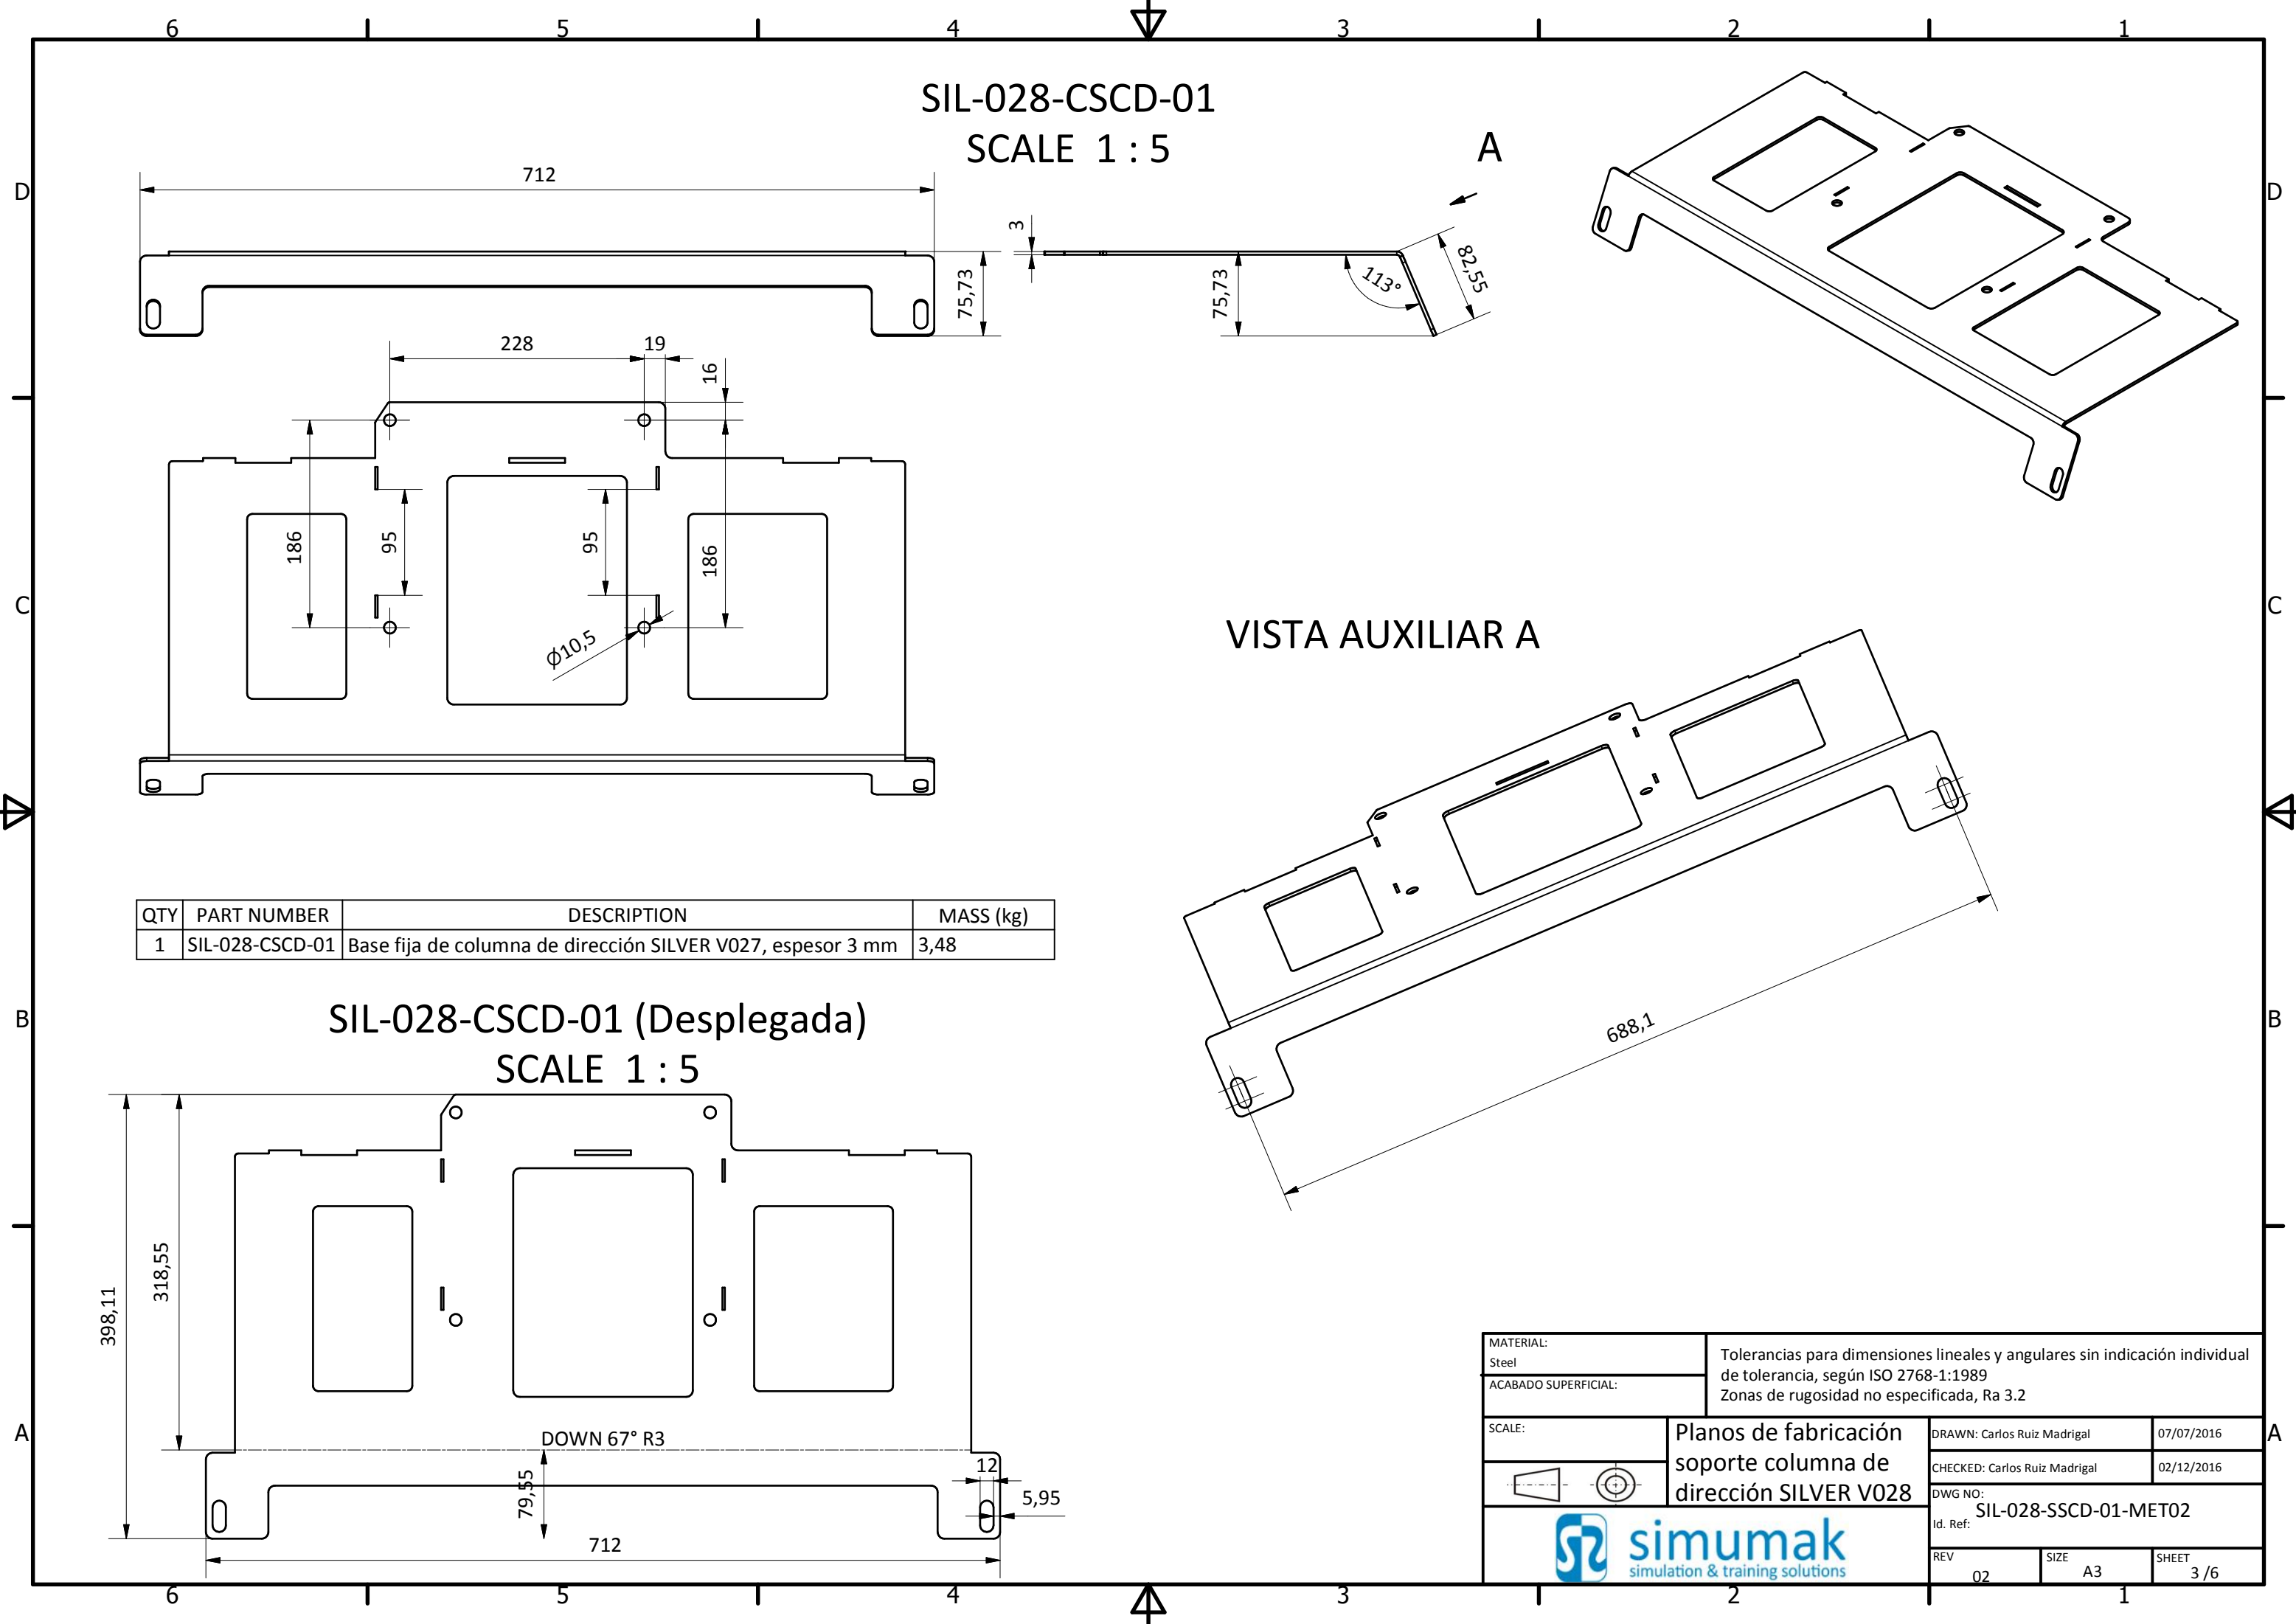 6 5 4 3 2 1
SIL-028-CSCD-01
SCALE 1 : 5
A
D D
712
3
82,55
113°
75,73
75,73
228 19
16
186 95 95 186
Ø10,5
C C
VISTA AUXILIAR A
688,1
QTY PART NUMBER DESCRIPTION MASS (kg)
1 SIL-028-CSCD-01 Base fija de columna de dirección SILVER V027, espesor 3 mm 3,48
B B
SIL-028-CSCD-01 (Desplegada)
SCALE 1 : 5
398,11
318,55
DOWN 67° R3
79,55
12
5,95
712
A A
MATERIAL:
Steel
ACABADO SUPERFICIAL:
Tolerancias para dimensiones lineales y angulares sin indicación individual
de tolerancia, según ISO 2768-1:1989
Zonas de rugosidad no especificada, Ra 3.2
SCALE:
Planos de fabricación
soporte columna de
dirección SILVER V028
DRAWN: Carlos Ruiz Madrigal 07/07/2016
CHECKED: Carlos Ruiz Madrigal 02/12/2016
DWG NO:
SIL-028-SSCD-01-MET02
Id. Ref:
simumak
simulation & training solutions
REV
02
SIZE
A3
SHEET
3 /6
6 5 4 3 2 1